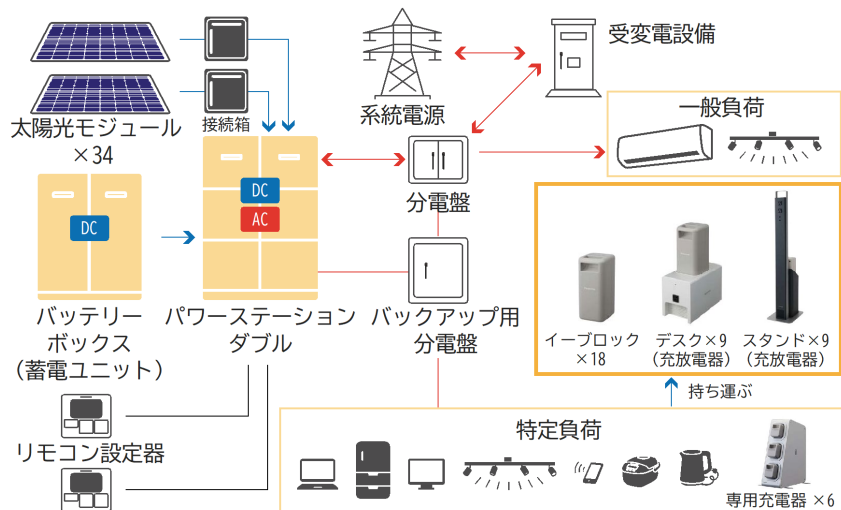 受変電設備
系統電源
一般負荷
太陽光モジュール
×34
接続箱
DC
AC
分電盤
DC
バッテリー
ボックス
（蓄電ユニット）
パワーステーション
ダブル
バックアップ用
分電盤
イーブロック
×18
デスク×9
（充放電器）
スタンド×9
（充放電器）
持ち運ぶ
リモコン設定器
特定負荷
専用充電器 ×6